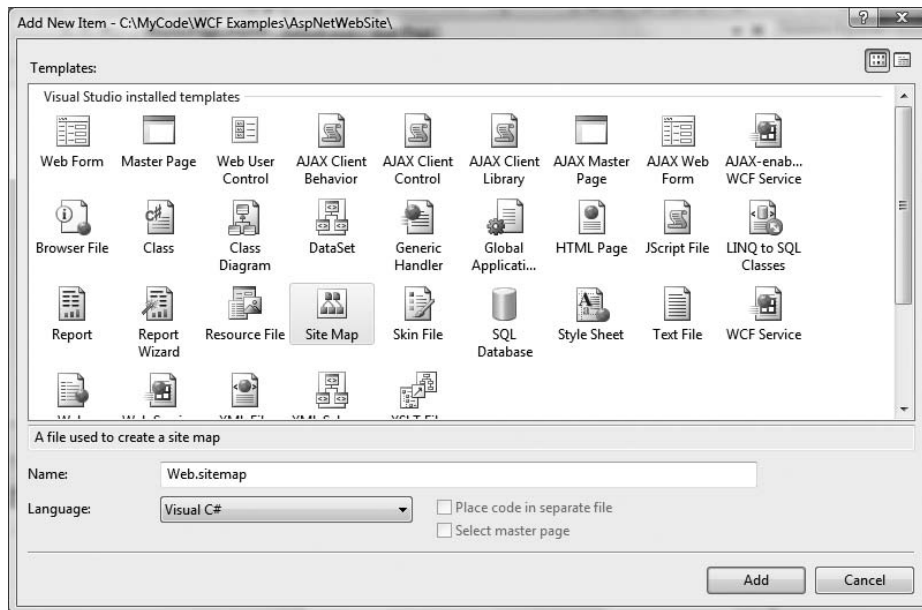 Add New Item - C:\MyCode\WCF Examples\AspNetWebSite\
Templates:
Visual Studio installed templates
Web Form
Master Page
Web User
Control
AJAX Client
Behavior
AJAX Client
Control
AJAX Client
Library
AJAX Master
Page
AJAX Web
Form
AJAX-enab...
WCF Service
Browser File
Class
Class
Diagram
DataSet
Generic
Handler
Global
Applicati...
HTML Page
JScript File
LINQ to SQL
Classes
Report
Report
Wizard
Resource File
Site Map
Skin File
SQL
Database
Style Sheet
Text File
WCF Service
A file used to create a site map
Name:
Web.sitemap
Language:
Visual C#
Place code in separate file
Select master page
Add
Cancel